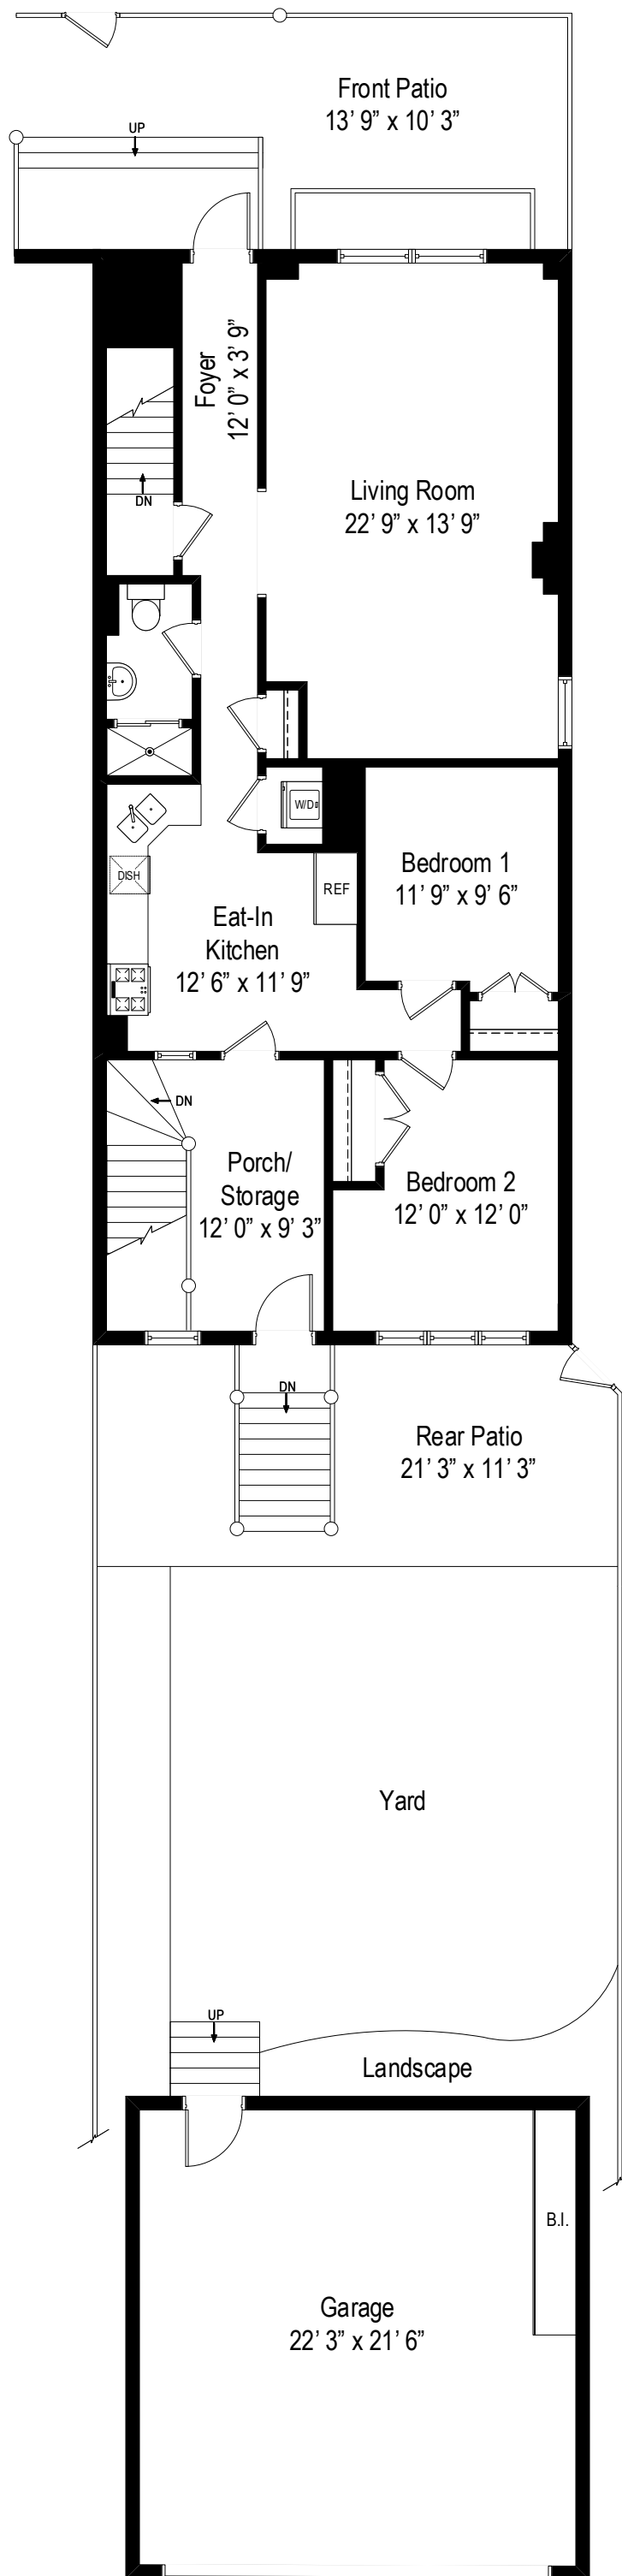 Front Patio
13’ 9” x 10’ 3”
UP
Foyer
12’ 0” x 3’ 9”
DN
Living Room
22’ 9” x 13’ 9”
W/D
DISH
REF
Bedroom 1
11’ 9” x 9’ 6”
Eat-In
Kitchen
12’ 6” x 11’ 9”
DN
Porch/
Storage
12’ 0” x 9’ 3”
Bedroom 2
12’ 0” x 12’ 0”
DN
Rear Patio
21’ 3” x 11’ 3”
Yard
UP
Landscape
B.I.
Garage
22’ 3” x 21’ 6”